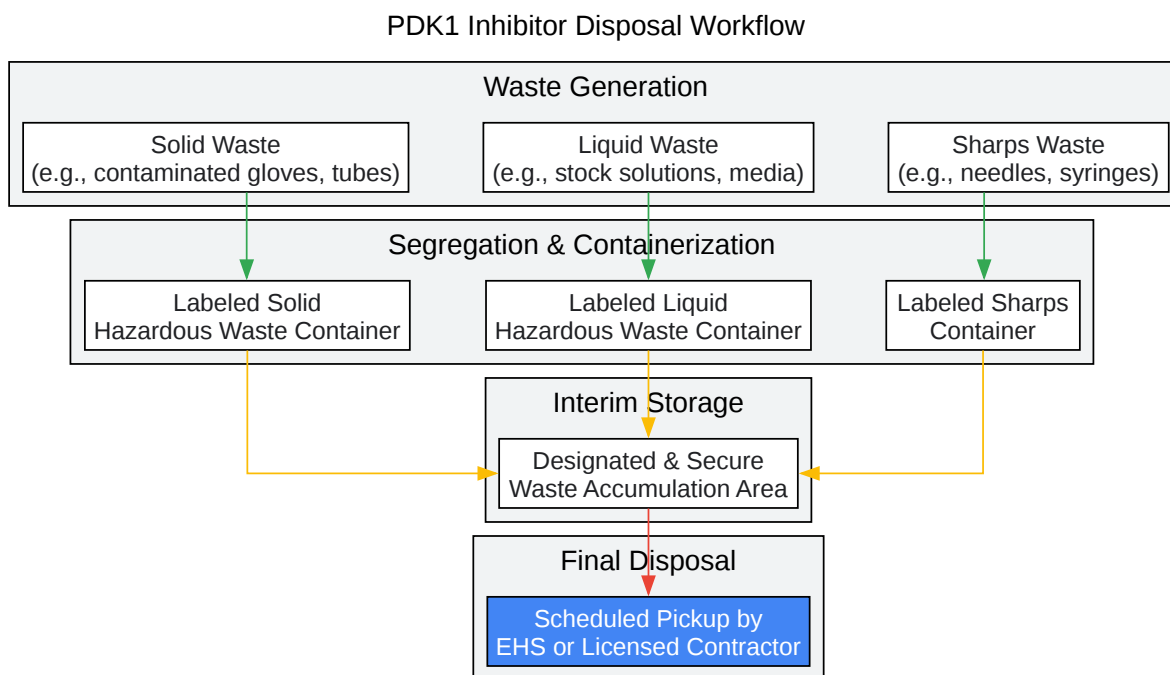 PDK1 Inhibitor Disposal Workflow
Waste Generation
Solid Waste
(e.g., contaminated gloves, tubes)
Liquid Waste
(e.g., stock solutions, media)
Sharps Waste
(e.g., needles, syringes)
Segregation & Containerization
Labeled Solid
Hazardous Waste Container
Labeled Liquid
Hazardous Waste Container
Labeled Sharps
Container
Interim Storage
Designated & Secure
Waste Accumulation Area
Final Disposal
Scheduled Pickup by
EHS or Licensed Contractor